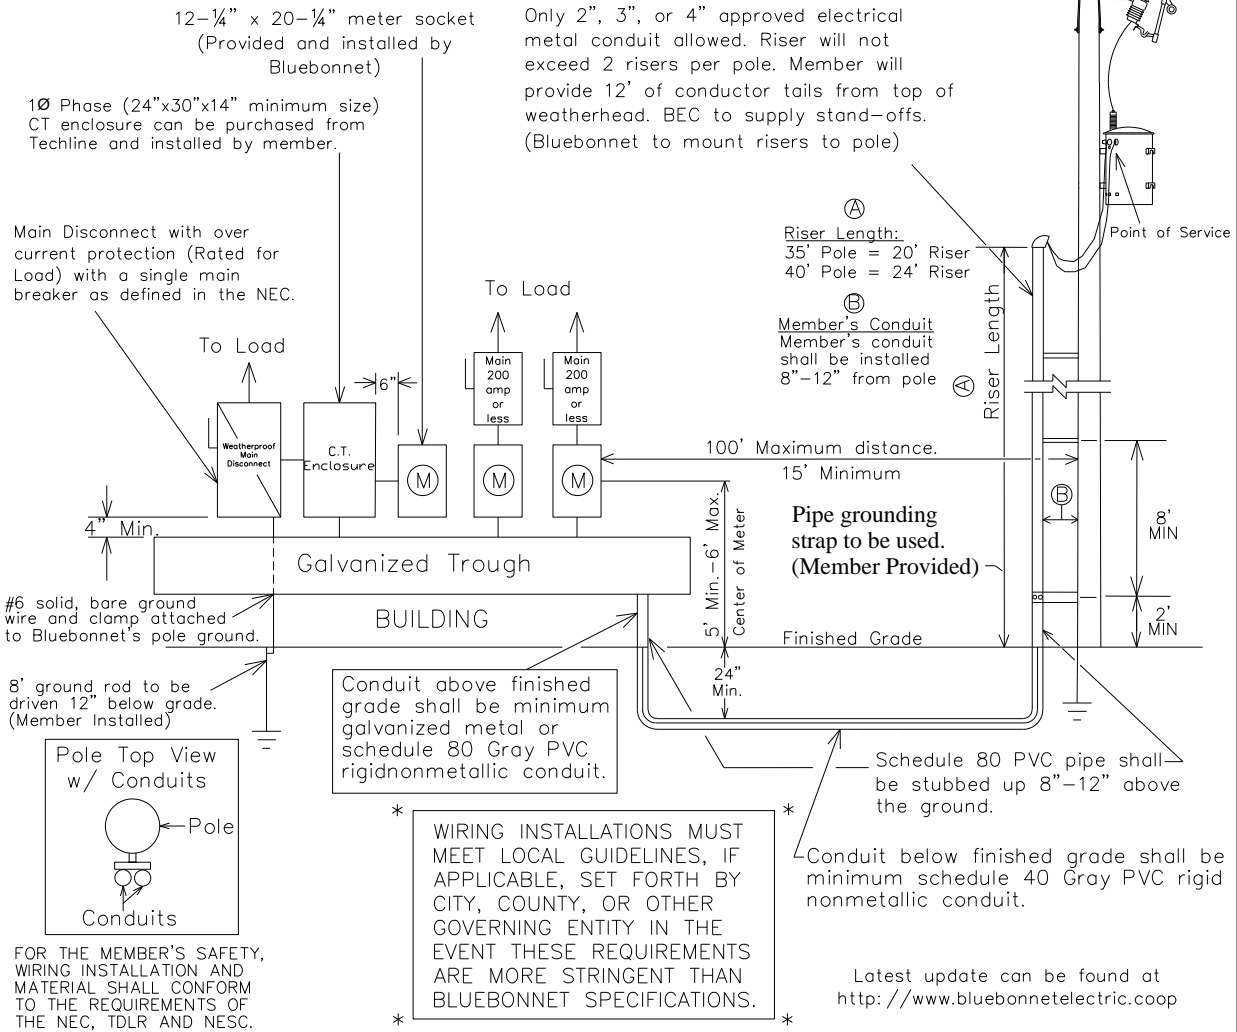 12-¼" x 20-¼" meter socket
(Provided and installed by
Bluebonnet)
Only 2", 3", or 4" approved electrical
metal conduit allowed. Riser will not
exceed 2 risers per pole. Member will
provide 12' of conductor tails from top of
weatherhead. BEC to supply stand-offs.
(Bluebonnet to mount risers to pole)
1Ø Phase (24"x30"x14" minimum size)
CT enclosure can be purchased from
Techline and installed by member.
Main Disconnect with over
current protection (Rated for
Load) with a single main
breaker as defined in the NEC.
A
Riser Length:
35' Pole = 20' Riser
40' Pole = 24' Riser
Point of Service
B
Member's Conduit
Member's conduit
shall be installed
8"-12" from pole
A
Riser Length
To Load
To Load
Main
200
amp
or
less
Main
200
amp
or
less
6"
Weatherproof
Main
Disconnect
C.T.
Enclosure
M
M
M
100' Maximum distance.
15' Minimum
B
8'
MIN
2'
MIN
4" Min.
Galvanized Trough
5' Min.-6' Max.
Center of Meter
Pipe grounding
strap to be used.
(Member Provided)
#6 solid, bare ground
wire and clamp attached
to Bluebonnet's pole ground.
BUILDING
Finished Grade
24"
Min.
8' ground rod to be
driven 12" below grade.
(Member Installed)
Conduit above finished
grade shall be minimum
galvanized metal or
schedule 80 Gray PVC
rigidnonmetallic conduit.
Schedule 80 PVC pipe shall
be stubbed up 8"-12" above
the ground.
Pole Top View
w/ Conduits
Pole
Conduits
* *
WIRING INSTALLATIONS MUST
MEET LOCAL GUIDELINES, IF
APPLICABLE, SET FORTH BY
CITY, COUNTY, OR OTHER
GOVERNING ENTITY IN THE
EVENT THESE REQUIREMENTS
ARE MORE STRINGENT THAN
BLUEBONNET SPECIFICATIONS.
* *
Conduit below finished grade shall be
minimum schedule 40 Gray PVC rigid
nonmetallic conduit.
FOR THE MEMBER'S SAFETY,
WIRING INSTALLATION AND
MATERIAL SHALL CONFORM
TO THE REQUIREMENTS OF
THE NEC, TDLR AND NESC.
Latest update can be found at
http://www.bluebonnetelectric.coop